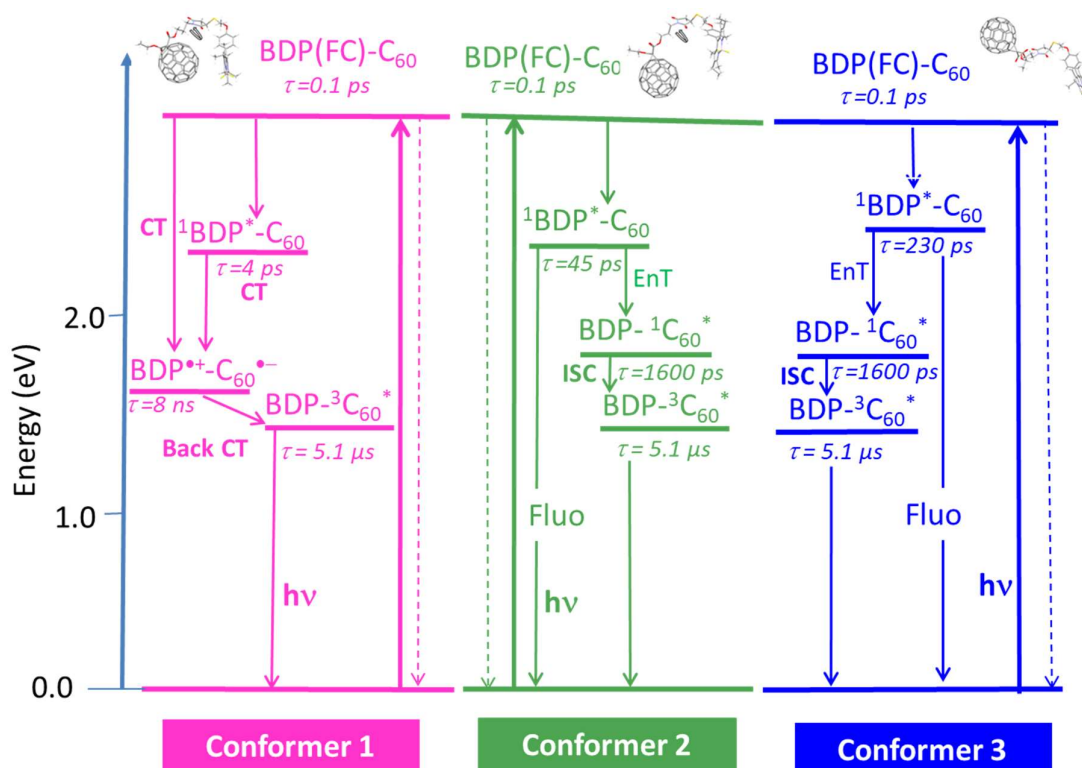 Energy (eV)
2.0
1.0
0.0
BDP(FC)-C₆₀
τ=0.1 ps
CT
¹BDP*-C₆₀
τ=4 ps
CT
BDP•⁺-C₆₀•⁻
τ=8 ns
BDP-³C₆₀*
Back CT
τ = 5.1 μs
hν
Conformer 1
BDP(FC)-C₆₀
τ=0.1 ps
¹BDP*-C₆₀
τ=45 ps
EnT
BDP- ¹C₆₀*
ISC τ=1600 ps
BDP-³C₆₀*
τ = 5.1 μs
Fluo
hν
Conformer 2
BDP(FC)-C₆₀
τ=0.1 ps
¹BDP*-C₆₀
τ=230 ps
EnT
BDP- ¹C₆₀*
ISC τ=1600 ps
BDP-³C₆₀*
τ = 5.1 μs
Fluo
hν
Conformer 3